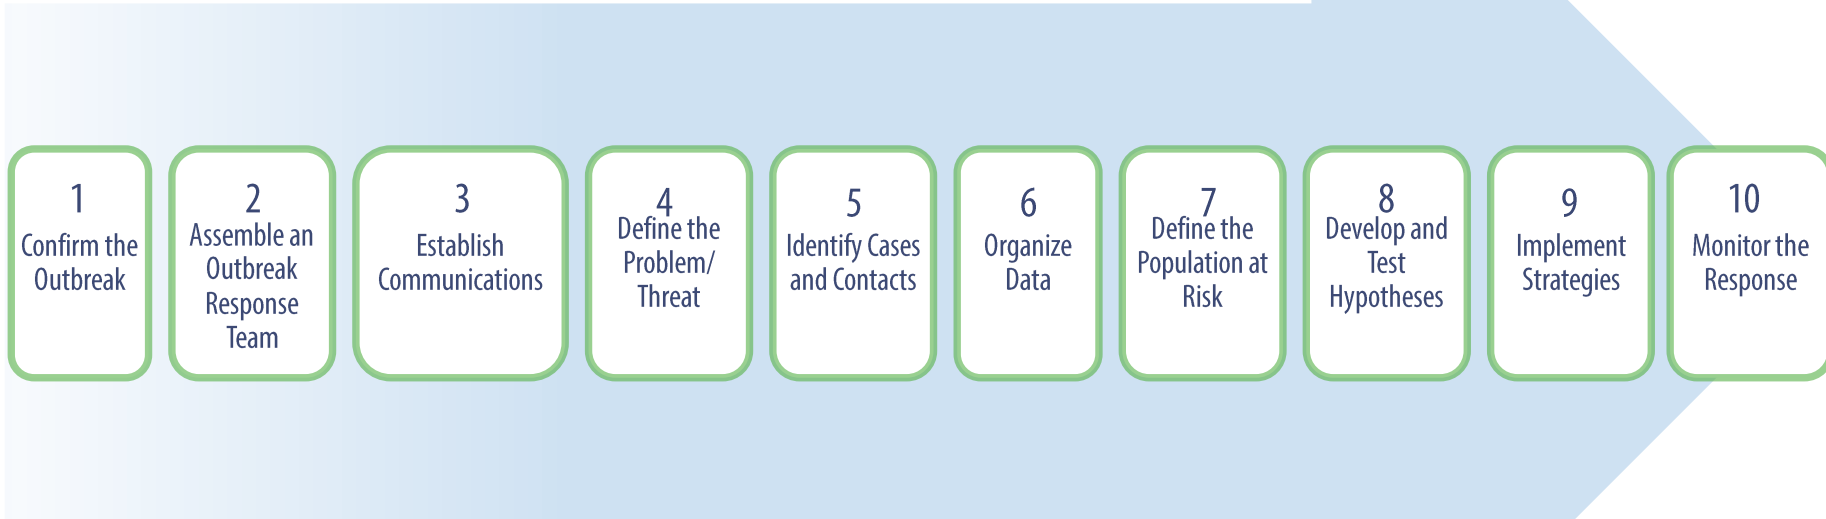 1
Confirm the
Outbreak
2
Assemble an
Outbreak
Response
Team
3
Establish
Communications
4
Define the
Problem/
Threat
5
Identify Cases
and Contacts
6
Organize
Data
7
Define the
Population at
Risk
8
Develop and
Test
Hypotheses
9
Implement
Strategies
10
Monitor the
Response